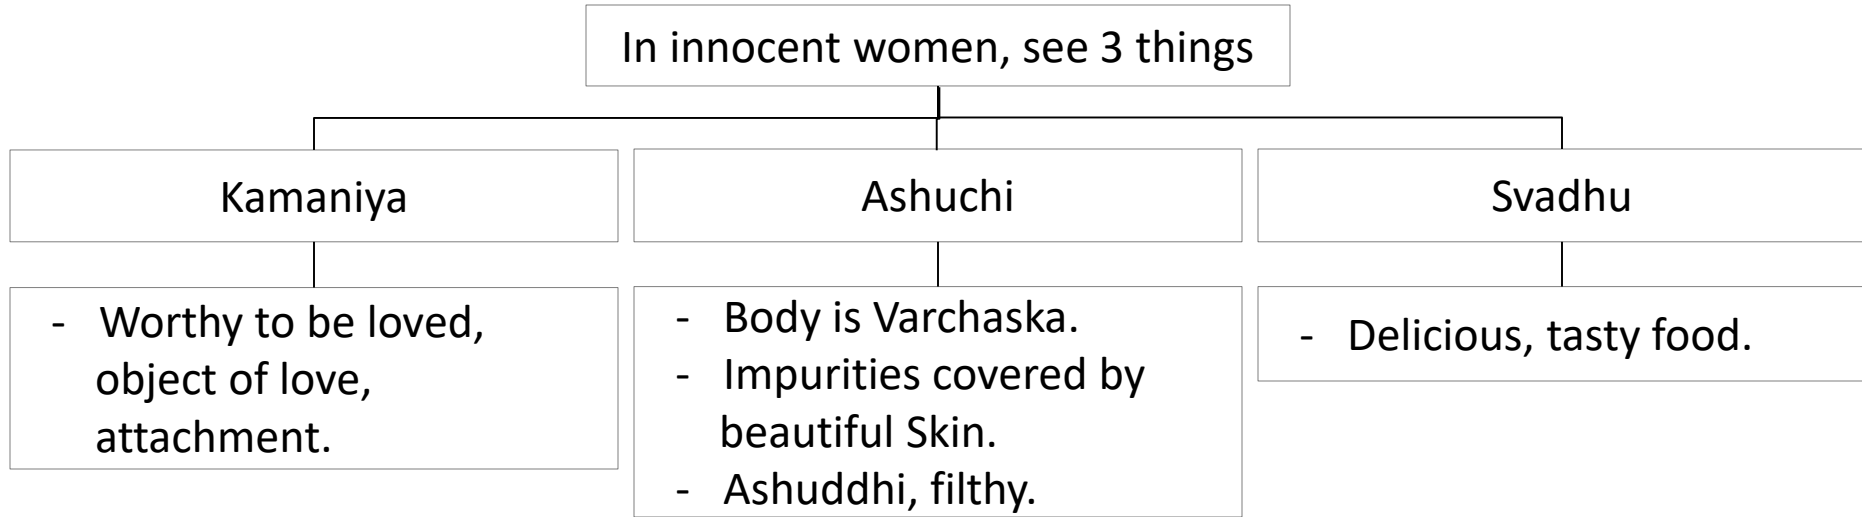 In innocent women, see 3 things
Kamaniya
Ashuchi
Svadhu
- Worthy to be loved,
object of love,
attachment.
- Body is Varchaska.
- Impurities covered by
beautiful Skin.
- Ashuddhi, filthy.
- Delicious, tasty food.